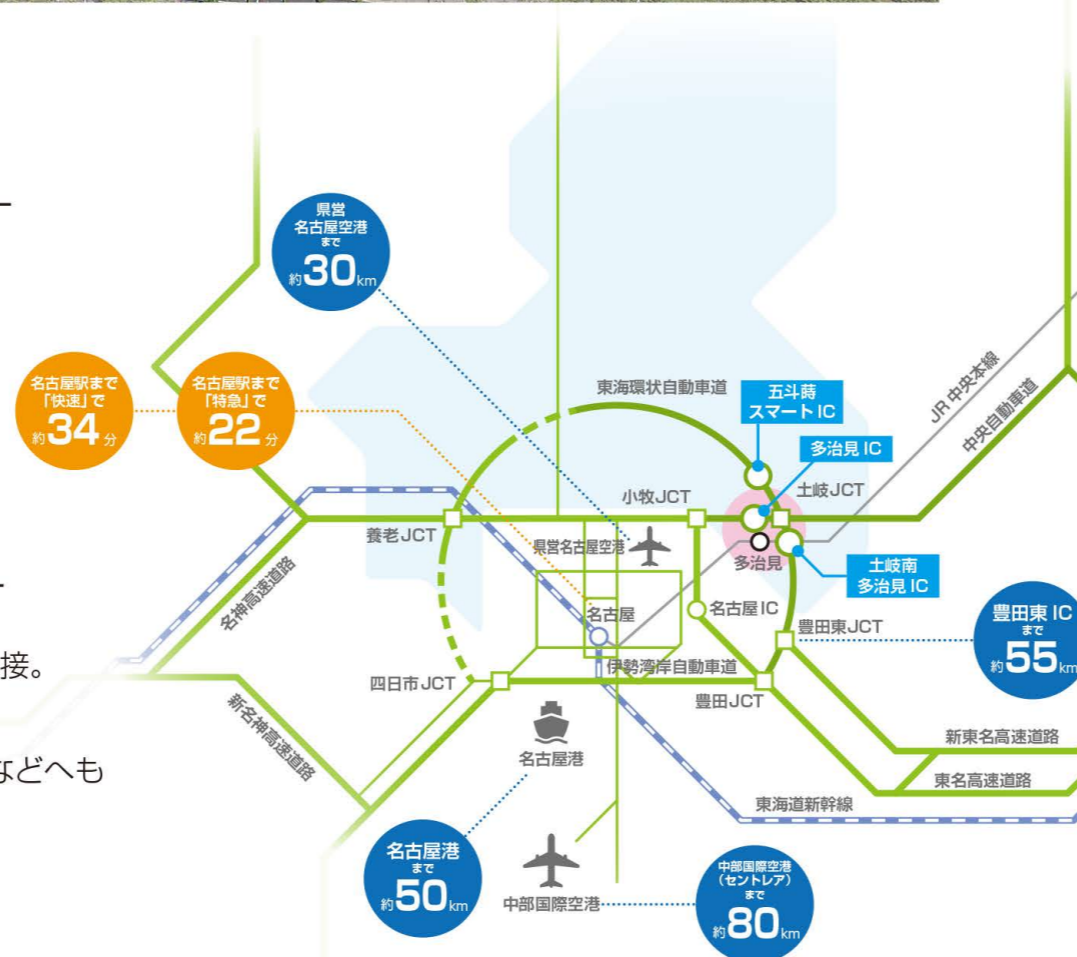 県営
名古屋空港
まで
約30km
名古屋駅まで
「快速」で
約34分
名古屋駅まで
「特急」で
約22分
東海環状自動車道
五斗蒔
スマートIC
多治見 IC
JR 中央本線
中央自動車道
小牧JCT
土岐JCT
養老JCT
県営名古屋空港
多治見
土岐南
多治見 IC
名神高速道路
名古屋
名古屋 IC
豊田東JCT
豊田東 IC
まで
約55km
接。
伊勢湾岸自動車道
四日市JCT
豊田JCT
新名神高速道路
名古屋港
新東名高速道路
などへも
東名高速道路
東海道新幹線
名古屋港
まで
約50km
中部国際空港
中部国際空港
(セントレア)
まで
約80km